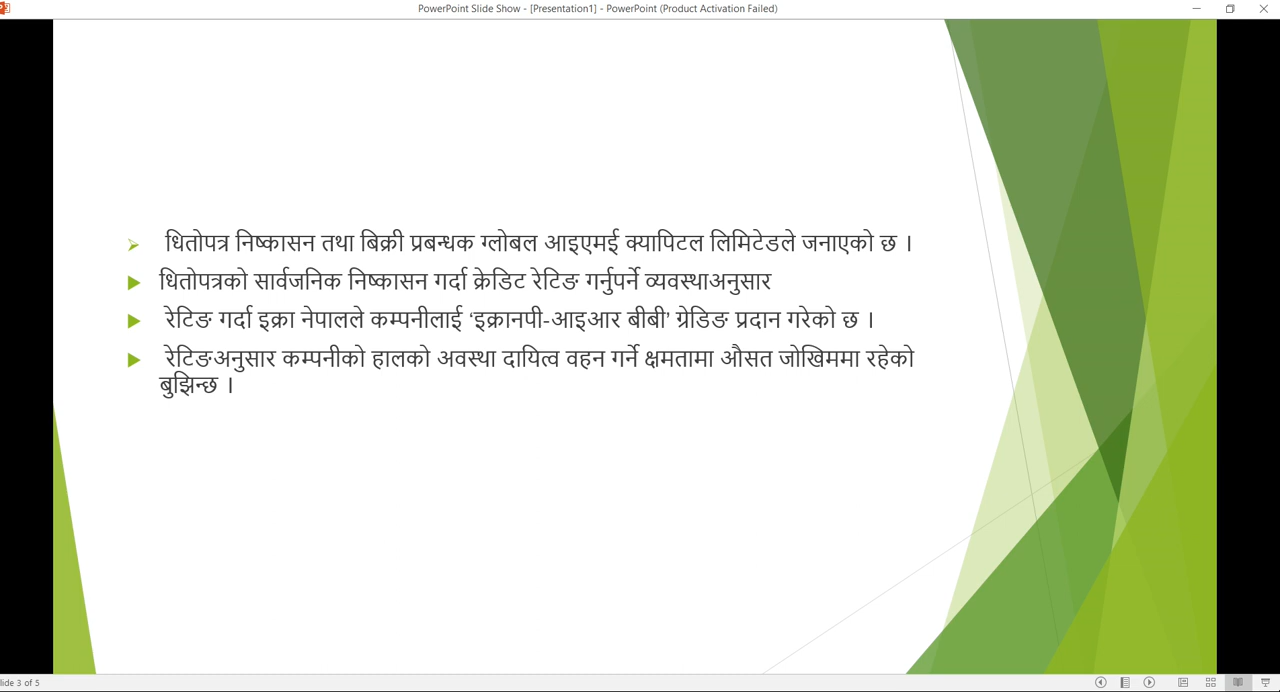 PowerPoint Slide Show - [Presentation1] - PowerPoint (Product Activation Failed)
धितोपत्र निष्कासन तथा बिक्री प्रबन्धक ग्लोबल आइएमई क्यापिटल लिमिटेडले जनाएको छ ।
धितोपत्रको सार्वजनिक निष्कासन गर्दा क्रेडिट रेटिङ गर्नुपर्ने व्यवस्थाअनुसार
रेटिङ गर्दा इक्रा नेपालले कम्पनीलाई ‘इक्रानपी-आइआर बीबी’ ग्रेडिङ प्रदान गरेको छ ।
रेटिङअनुसार कम्पनीको हालको अवस्था दायित्व वहन गर्ने क्षमतामा औसत जोखिममा रहेको
बुझिन्छ ।
lide 3 of 5